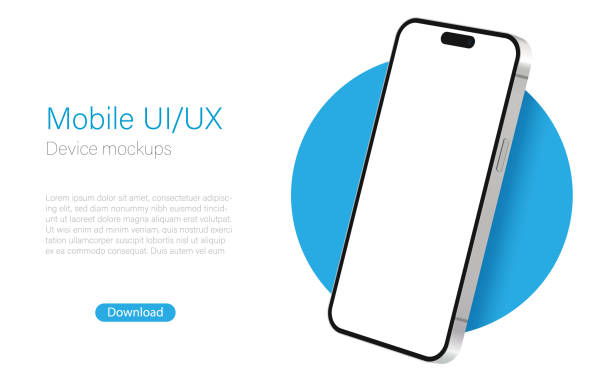 Mobile UI/UX
Device mockups
Lorem ipsum dolor sit amet, consectetuer adipisc-
ing elit, sed diam nonummy nibh euismod tincidunt
ut laoreet dolore magna aliquam erat volutpat.
Ut wisi enim ad minim veniam, quis nostrud exerci
tation ullamcorper suscipit lobortis nisl ut aliquip ex
ea commodo consequat. Duis autem vel eum
Download